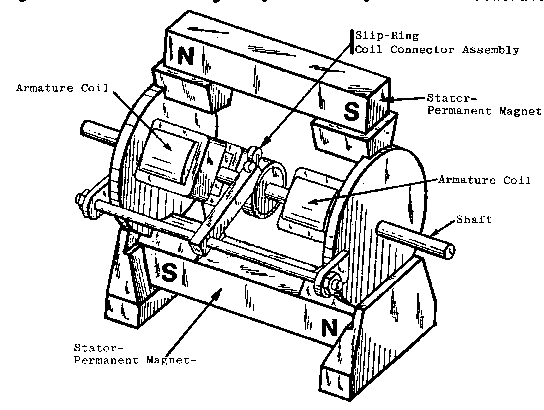 Slip-Ring
Coil Connector Assembly
N
Armature Coil
S
Stator-
Permanent Magnet
Armature Coil
Shaft
S
N
Stator-
Permanent Magnet-